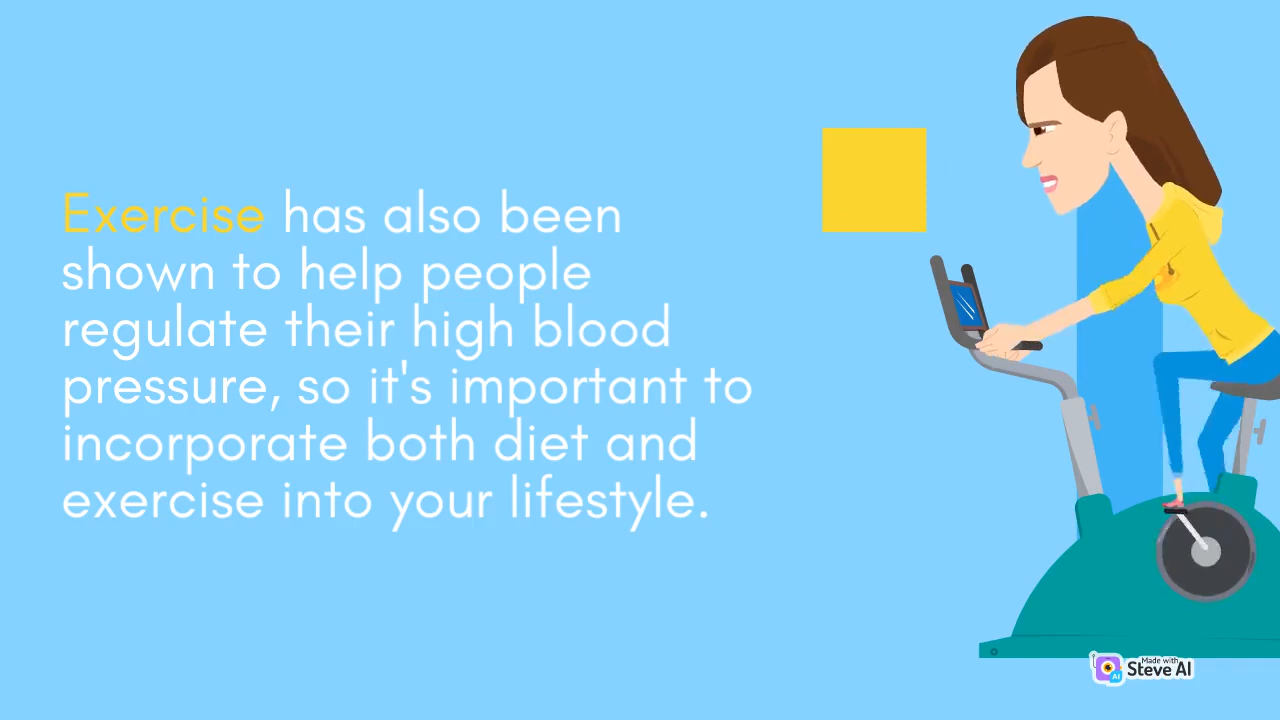 Exercise has also been
shown to help people
regulate their high blood
pressure, so it's important to
incorporate both diet and
exercise into your lifestyle.
Made with
Steve AI
AI